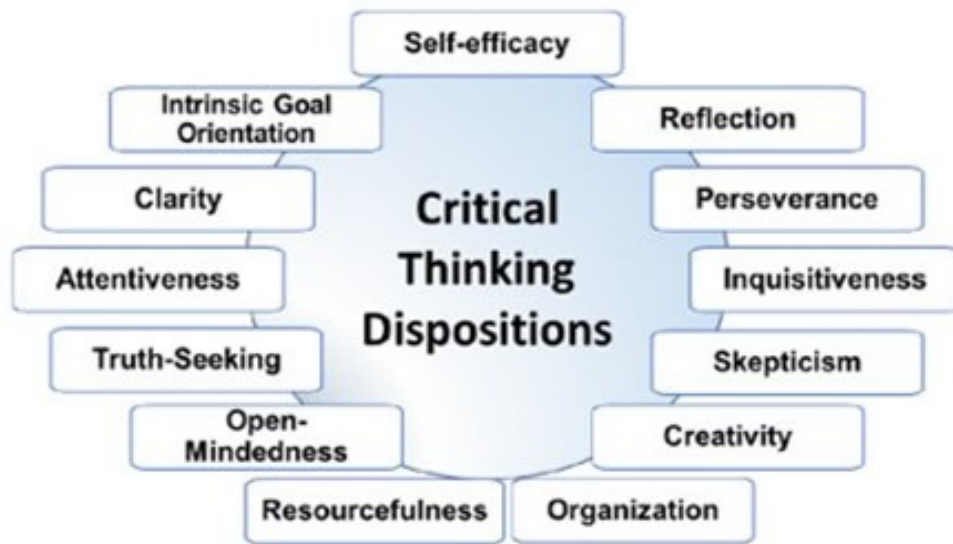 Self-efficacy
Intrinsic Goal
Orientation
Reflection
Clarity
Perseverance
Critical
Thinking
Dispositions
Attentiveness
Inquisitiveness
Truth-Seeking
Skepticism
Open-
Mindedness
Creativity
Resourcefulness
Organization